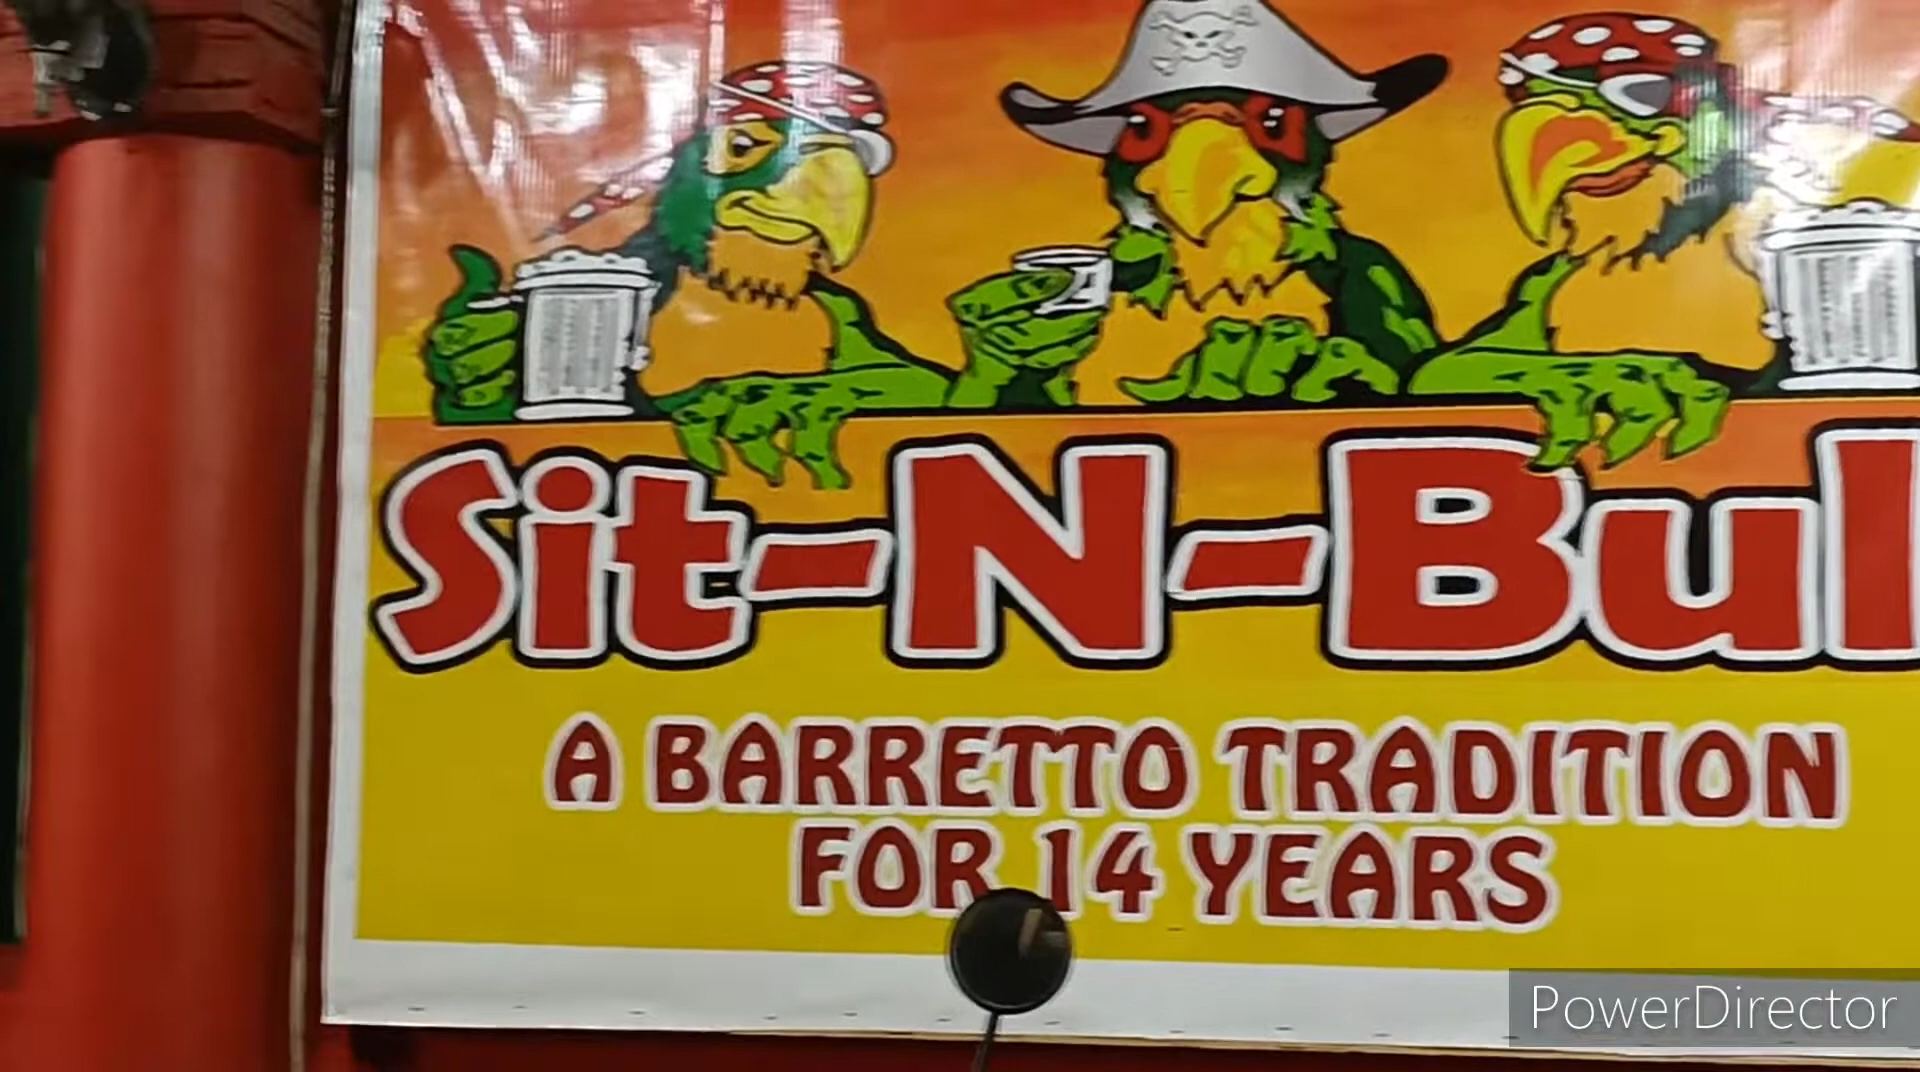 Sit-N-Bul
A BARRETTO TRADITION
FOR 14 YEARS
PowerDirector